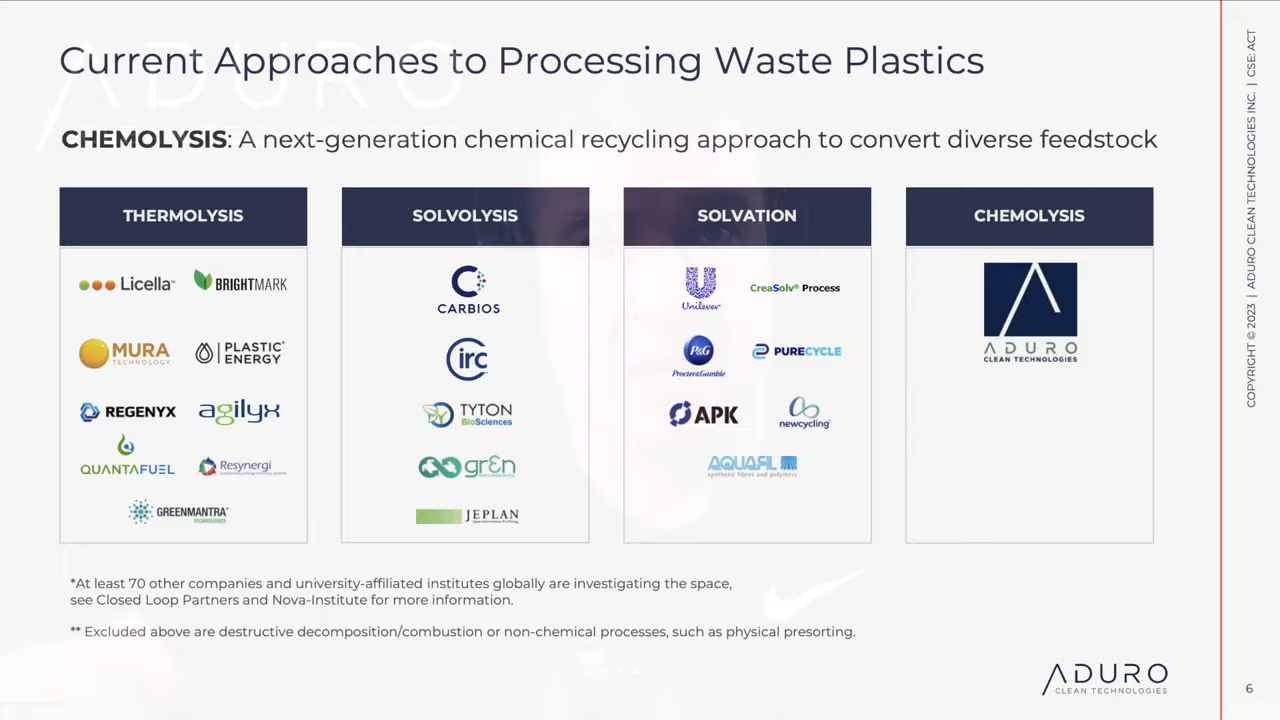 Current Approaches to Processing Waste Plastics
CHEMOLYSIS: A next-generation chemical recycling approach to convert diverse feedstock
THERMOLYSIS
Licella™
BRIGHTMARK
MURA
TECHNOLOGY
PLASTIC
ENERGY
REGENYX
agilyx
QUANTAFUEL
Resynergi
GREENMANTRA
TECHNOLOGIES
SOLVOLYSIS
CARBIOS
irc
TYTON
BioSciences
gr3n
JEPLAN
SOLVATION
Unilever
CreaSolv® Process
P&G
Procter&Gamble
PURECYCLE
APK
newcycling
AQUAFIL
synthetic fibres and polymers
CHEMOLYSIS
ADURO
CLEAN TECHNOLOGIES
*At least 70 other companies and university-affiliated institutes globally are investigating the space,
see Closed Loop Partners and Nova-Institute for more information.
** Excluded above are destructive decomposition/combustion or non-chemical processes, such as physical presorting.
ADURO
CLEAN TECHNOLOGIES
COPYRIGHT © 2023 | ADURO CLEAN TECHNOLOGIES INC. | CSE: ACT
6
ADURO